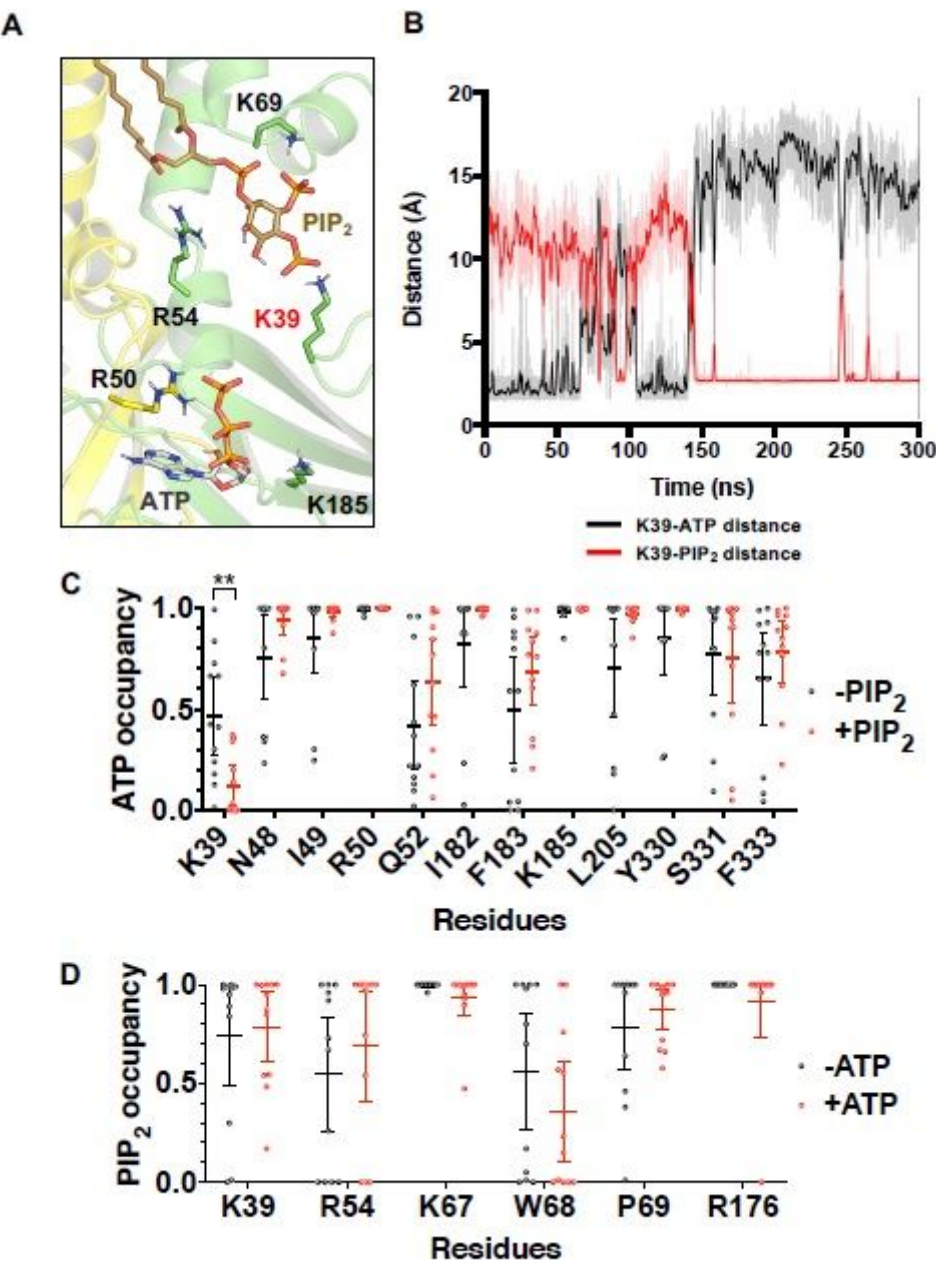 A
K69
PIP2
R54
K39
R50
ATP
K185
B
20
15
10
5
0
Distance (Å)
0 50 100 150 200 250 300
Time (ns)
K39-ATP distance
K39-PIP2 distance
C
**
1.0
0.5
0.0
ATP occupancy
K39 N48 I49 R50 Q52 I182 F183 K185 L205 Y330 S331 F333
Residues
-PIP2
+PIP2
D
1.0
0.5
0.0
PIP2 occupancy
K39 R54 K67 W68 P69 R176
Residues
-ATP
+ATP